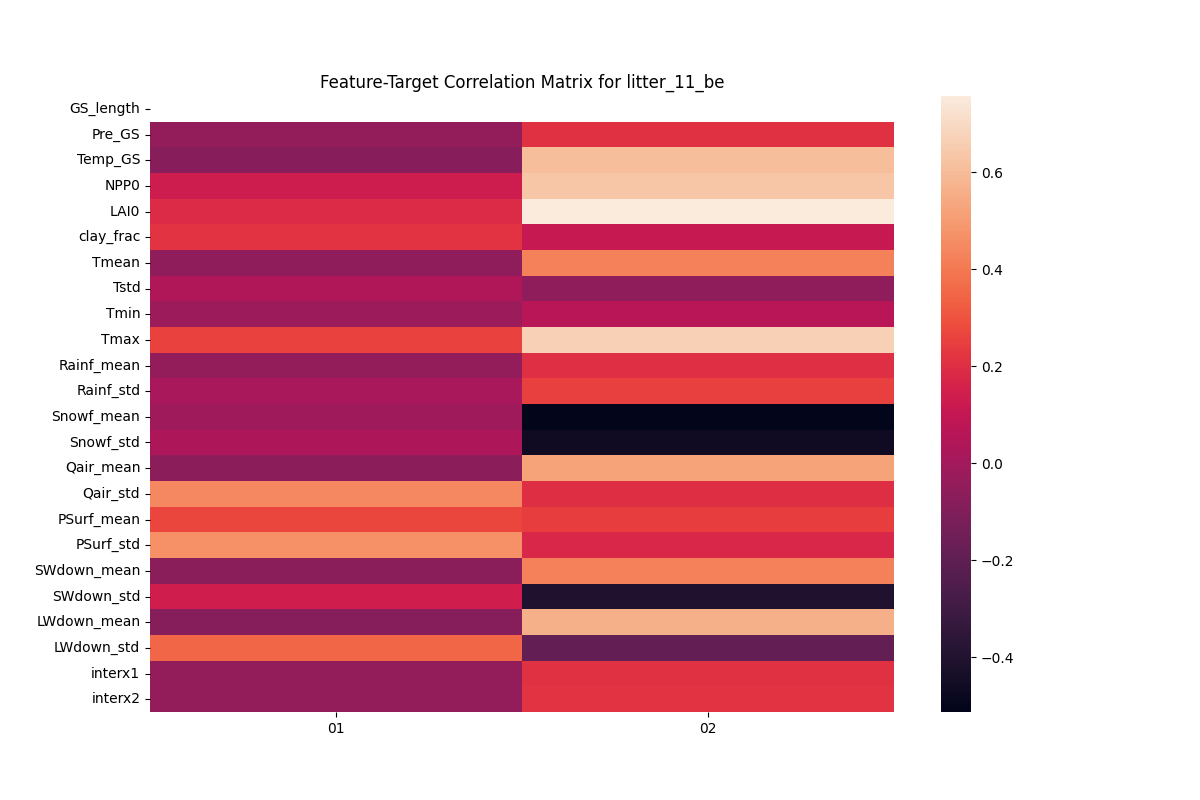 Feature-Target Correlation Matrix for litter_11_be
GS_length
Pre_GS
Temp_GS
NPP0
LAI0
clay_frac
Tmean
Tstd
Tmin
Tmax
Rainf_mean
Rainf_std
Snowf_mean
Snowf_std
Qair_mean
Qair_std
PSurf_mean
PSurf_std
SWdown_mean
SWdown_std
LWdown_mean
LWdown_std
interx1
interx2
01 02
0.6
0.4
0.2
0.0
−0.2
−0.4